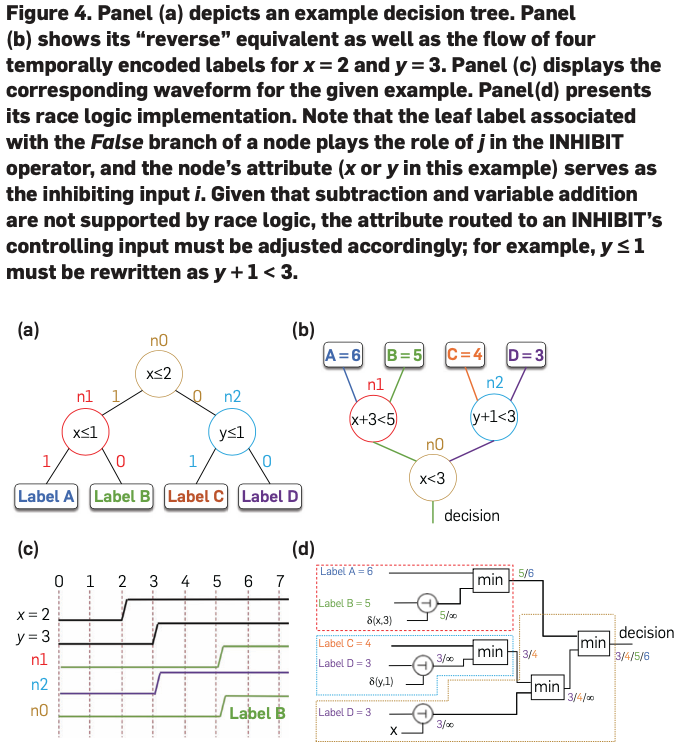 Figure 4. Panel (a) depicts an example decision tree. Panel
(b) shows its “reverse” equivalent as well as the flow of four
temporally encoded labels for x = 2 and y = 3. Panel (c) displays the
corresponding waveform for the given example. Panel(d) presents
its race logic implementation. Note that the leaf label associated
with the False branch of a node plays the role of j in the INHIBIT
operator, and the node’s attribute (x or y in this example) serves as
the inhibiting input i. Given that subtraction and variable addition
are not supported by race logic, the attribute routed to an INHIBIT’s
controlling input must be adjusted accordingly; for example, y ≤ 1
must be rewritten as y + 1 < 3.
(a)
n0
x≤2
n1 1 0 n2
x≤1 y≤1
1 0 1 0
Label A Label B Label C Label D
(b)
A=6 B=5 C=4 D=3
n1 n2
x+3<5 y+1<3
n0
x<3
decision
(c)
0 1 2 3 4 5 6 7
x = 2
y = 3
n1
n2
n0 Label B
(d)
Label A = 6
min 5/6
Label B = 5
5/∞
δ(x,3)
Label C = 4
min 3/4
Label D = 3 3/∞
δ(y,1)
min decision
3/4/5/6
min
3/4/∞
Label D = 3
x 3/∞